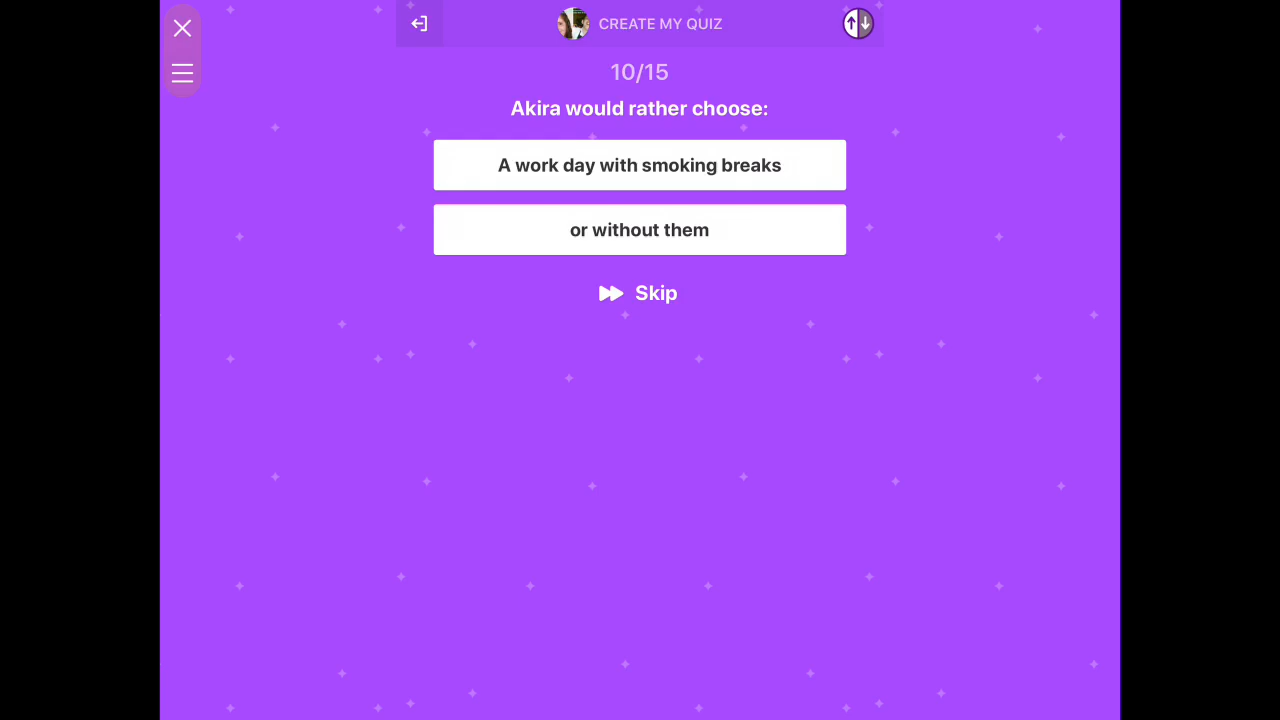 CREATE MY QUIZ
10/15
Akira would rather choose:
A work day with smoking breaks
or without them
Skip